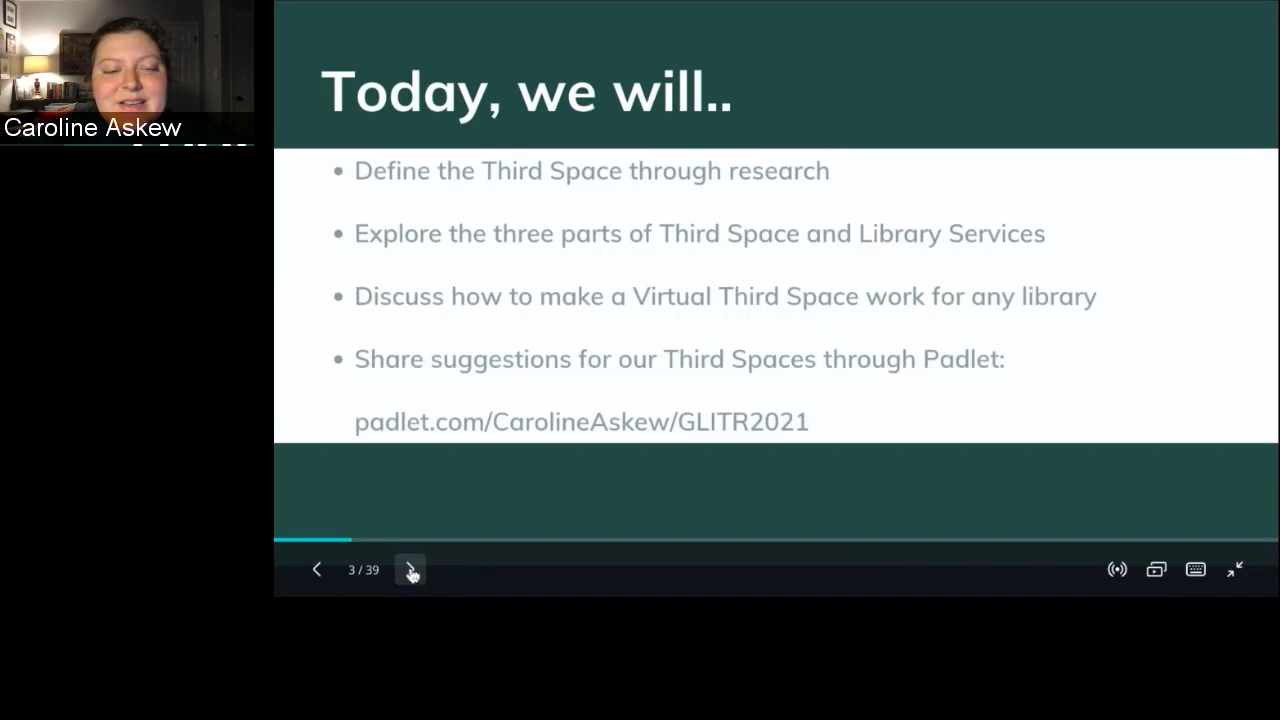 Caroline Askew
Today, we will..
• Define the Third Space through research
• Explore the three parts of Third Space and Library Services
• Discuss how to make a Virtual Third Space work for any library
• Share suggestions for our Third Spaces through Padlet:
padlet.com/CarolineAskew/GLITR2021
3 / 39